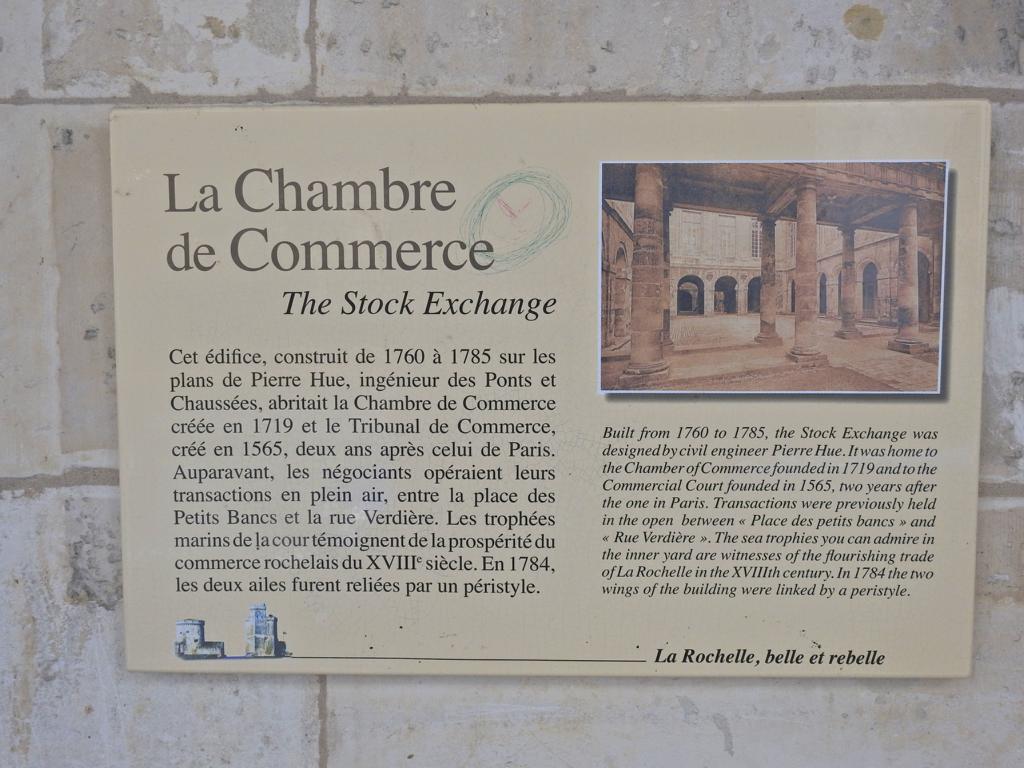 La Chambre
de Commerce
The Stock Exchange
Cet édifice, construit de 1760 à 1785 sur les
plans de Pierre Hue, ingénieur des Ponts et
Chaussées, abritait la Chambre de Commerce
créée en 1719 et le Tribunal de Commerce,
créé en 1565, deux ans après celui de Paris.
Auparavant, les négociants opéraient leurs
transactions en plein air, entre la place des
Petits Bancs et la rue Verdière. Les trophées
marins de la cour témoignent de la prospérité du
commerce rochelais du XVIIIe siècle. En 1784,
les deux ailes furent reliées par un péristyle.
Built from 1760 to 1785, the Stock Exchange was
designed by civil engineer Pierre Hue. It was home to
the Chamber of Commerce founded in 1719 and to the
Commercial Court founded in 1565, two years after
the one in Paris. Transactions were previously held
in the open between « Place des petits bancs » and
« Rue Verdière ». The sea trophies you can admire in
the inner yard are witnesses of the flourishing trade
of La Rochelle in the XVIIIth century. In 1784 the two
wings of the building were linked by a peristyle.
La Rochelle, belle et rebelle